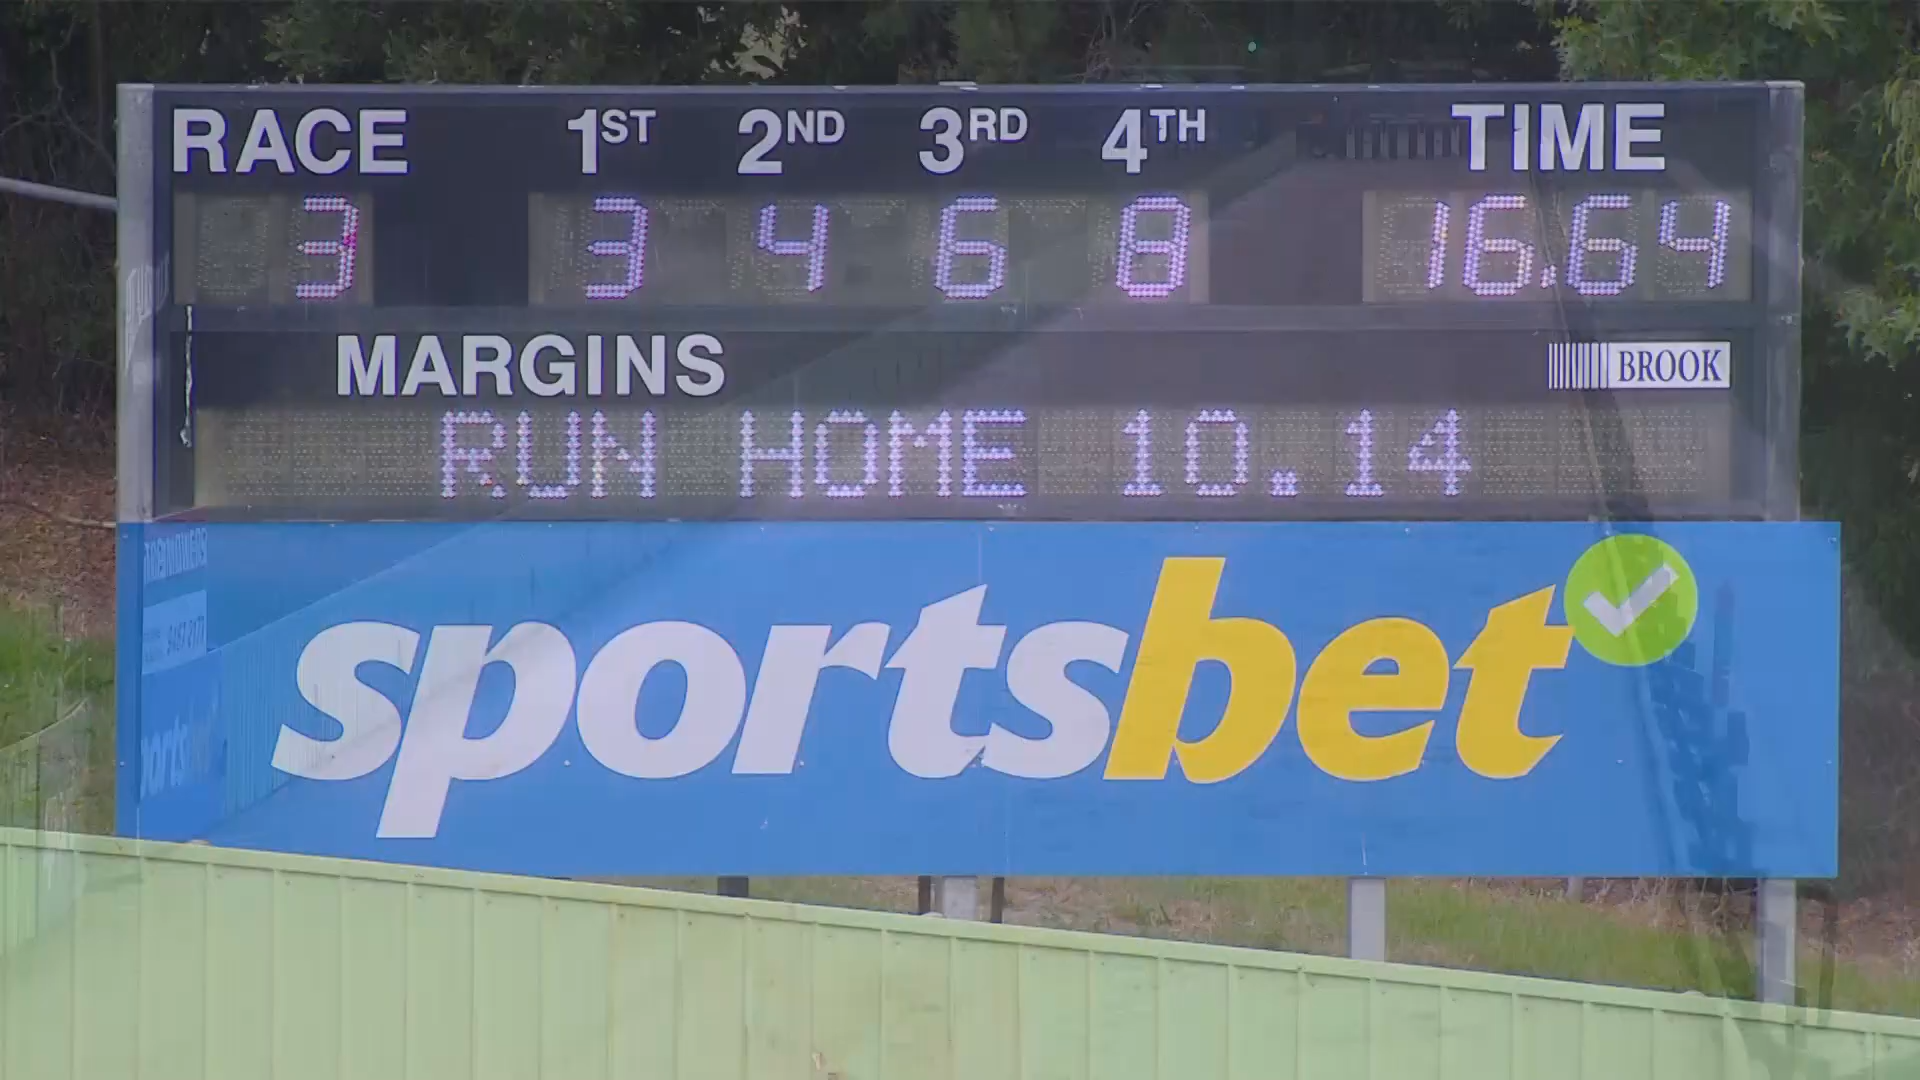 RACE 1ST 2ND 3RD 4TH TIME
3 3 4 6 8 16.64
MARGINS BROOK
RUN HOME 10.14
sportsbet